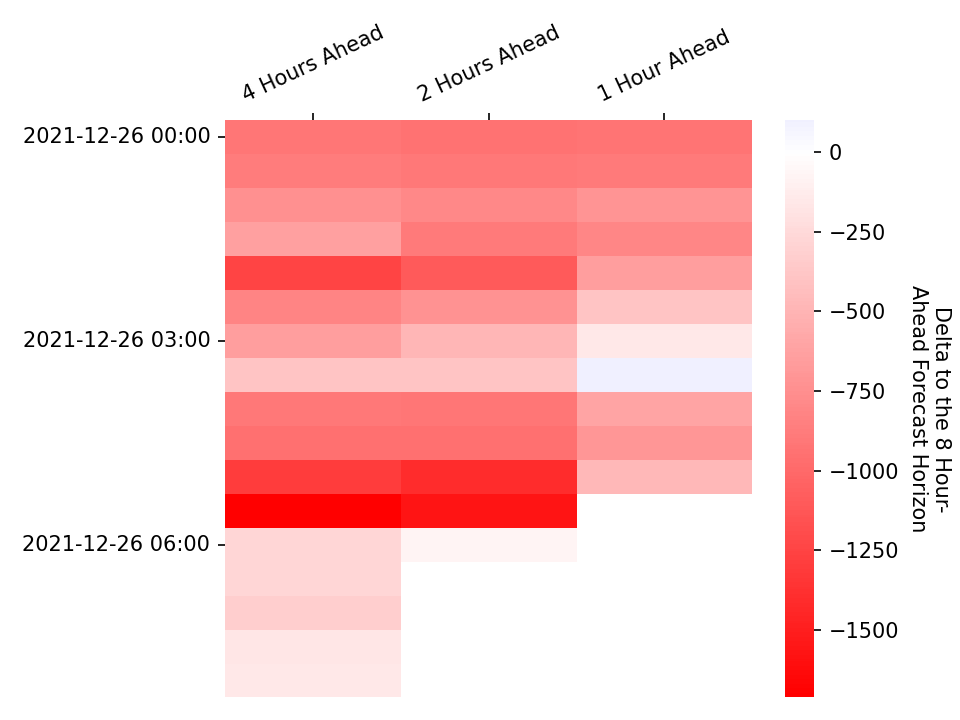 4 Hours Ahead
2 Hours Ahead
1 Hour Ahead
2021-12-26 00:00
2021-12-26 03:00
2021-12-26 06:00
0
−250
−500
−750
−1000
−1250
−1500
Delta to the 8 Hour-
Ahead Forecast Horizon